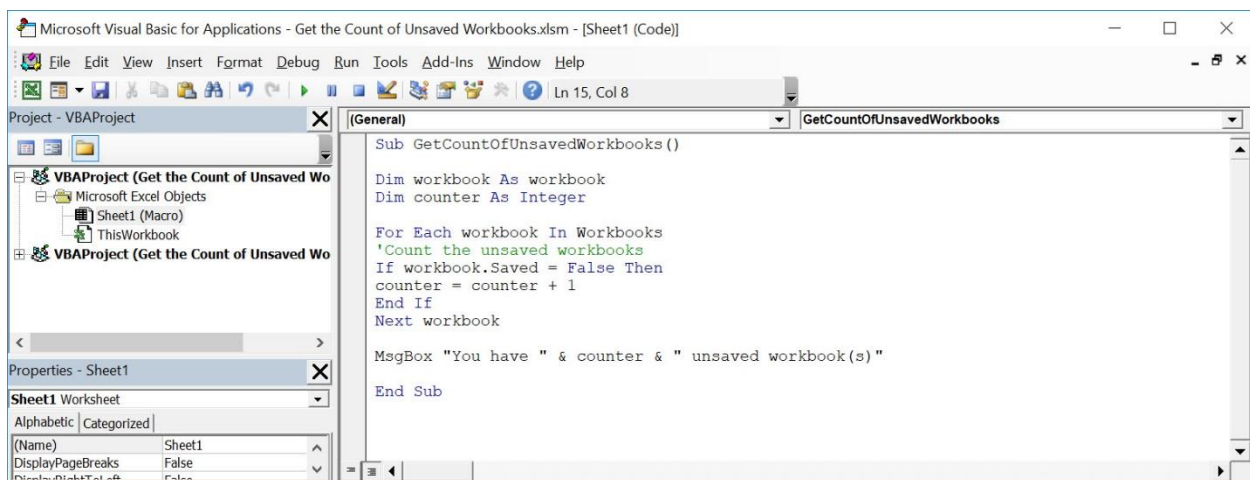 Microsoft Visual Basic for Applications - Get the Count of Unsaved Workbooks.xlsm - [Sheet1 (Code)]
File Edit View Insert Format Debug Run Tools Add-Ins Window Help
Ln 15, Col 8
Project - VBAProject
(General) GetCountOfUnsavedWorkbooks
VBAProject (Get the Count of Unsaved Wo
Microsoft Excel Objects
Sheet1 (Macro)
ThisWorkbook
VBAProject (Get the Count of Unsaved Wo
Sub GetCountOfUnsavedWorkbooks()
Dim workbook As workbook
Dim counter As Integer
For Each workbook In Workbooks
'Count the unsaved workbooks
If workbook.Saved = False Then
counter = counter + 1
End If
Next workbook
MsgBox "You have " & counter & " unsaved workbook(s)"
End Sub
Properties - Sheet1
Sheet1 Worksheet
Alphabetic Categorized
(Name) Sheet1
DisplayPageBreaks False
DisplayRightToLeft False